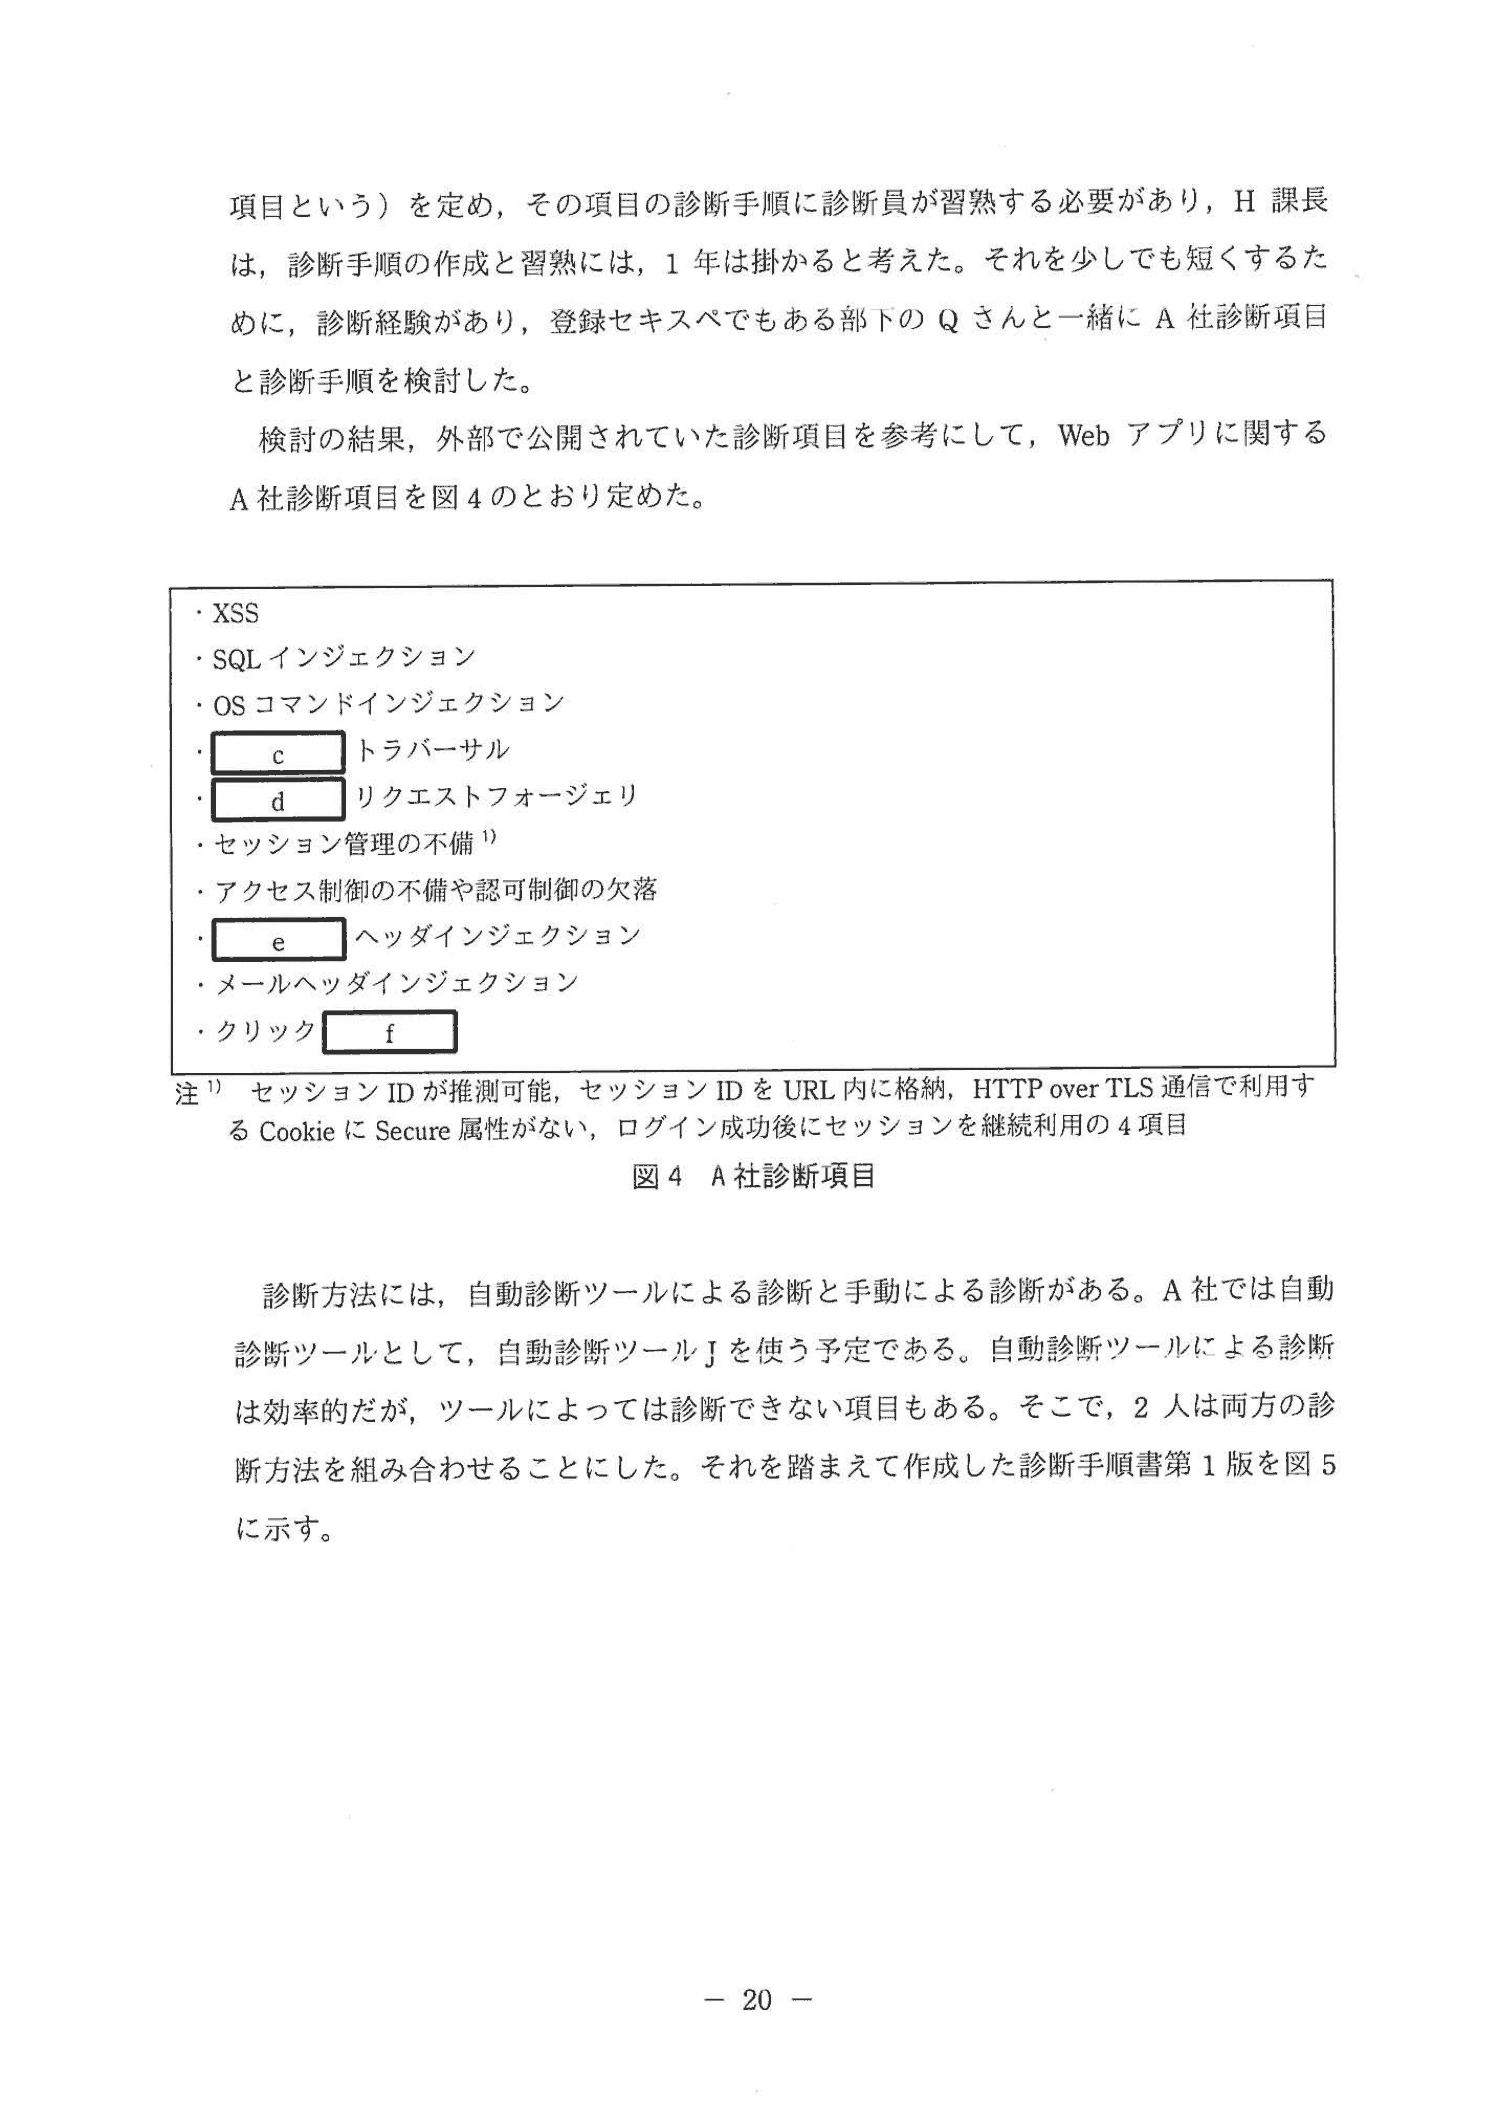 項目という）を定め，その項目の診断手順に診断員が習熟する必要があり，H 課長
は，診断手順の作成と習熟には，1 年は掛かると考えた。それを少しでも短くするた
めに，診断経験があり，登録セキスペでもある部下の Q さんと一緒に A 社診断項目
と診断手順を検討した。
検討の結果，外部で公開されていた診断項目を参考にして，Web アプリに関する
A 社診断項目を図 4 のとおり定めた。
・XSS
・SQL インジェクション
・OS コマンドインジェクション
・ c トラバーサル
・ d リクエストフォージェリ
・セッション管理の不備 1)
・アクセス制御の不備や認可制御の欠落
・ e ヘッダインジェクション
・メールヘッダインジェクション
・クリック f
注 1) セッション ID が推測可能，セッション ID を URL 内に格納，HTTP over TLS 通信で利用す
る Cookie に Secure 属性がない，ログイン成功後にセッションを継続利用の 4 項目
図 4 A 社診断項目
診断方法には，自動診断ツールによる診断と手動による診断がある。A 社では自動
診断ツールとして，自動診断ツール J を使う予定である。自動診断ツールによる診断
は効率的だが，ツールによっては診断できない項目もある。そこで，2 人は両方の診
断方法を組み合わせることにした。それを踏まえて作成した診断手順書第 1 版を図 5
に示す。
－ 20 －